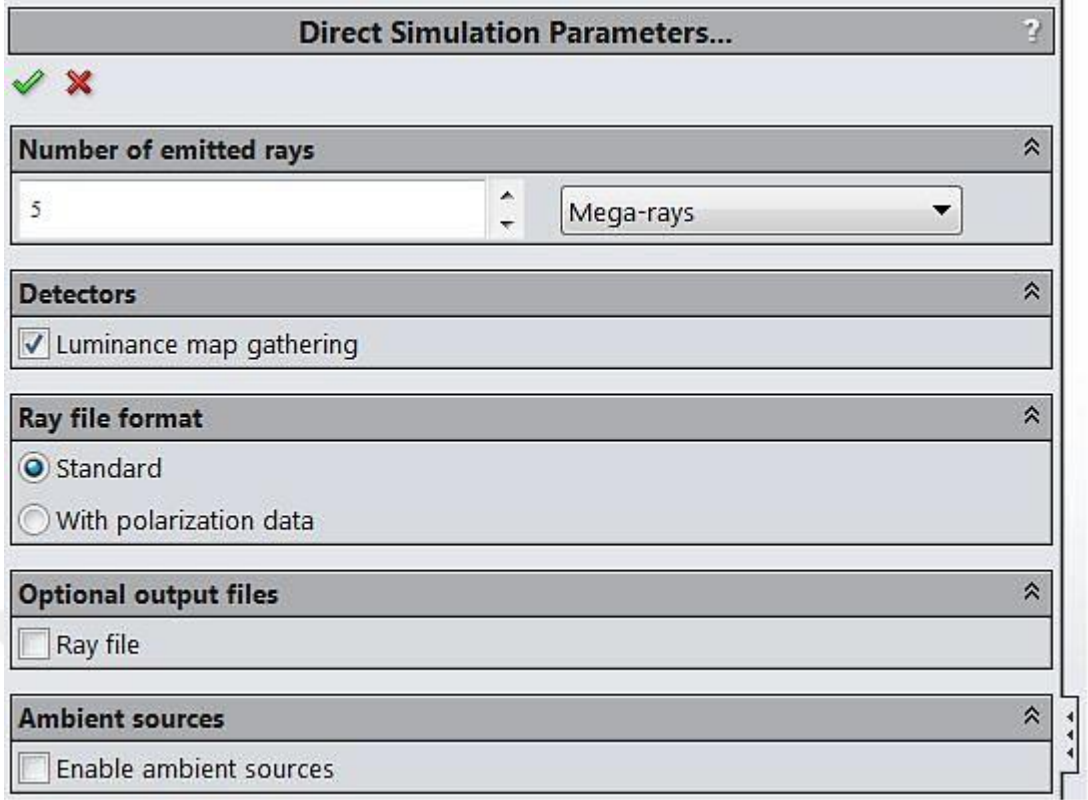 Direct Simulation Parameters... ?
Number of emitted rays
5 Mega-rays
Detectors
Luminance map gathering
Ray file format
Standard
With polarization data
Optional output files
Ray file
Ambient sources
Enable ambient sources